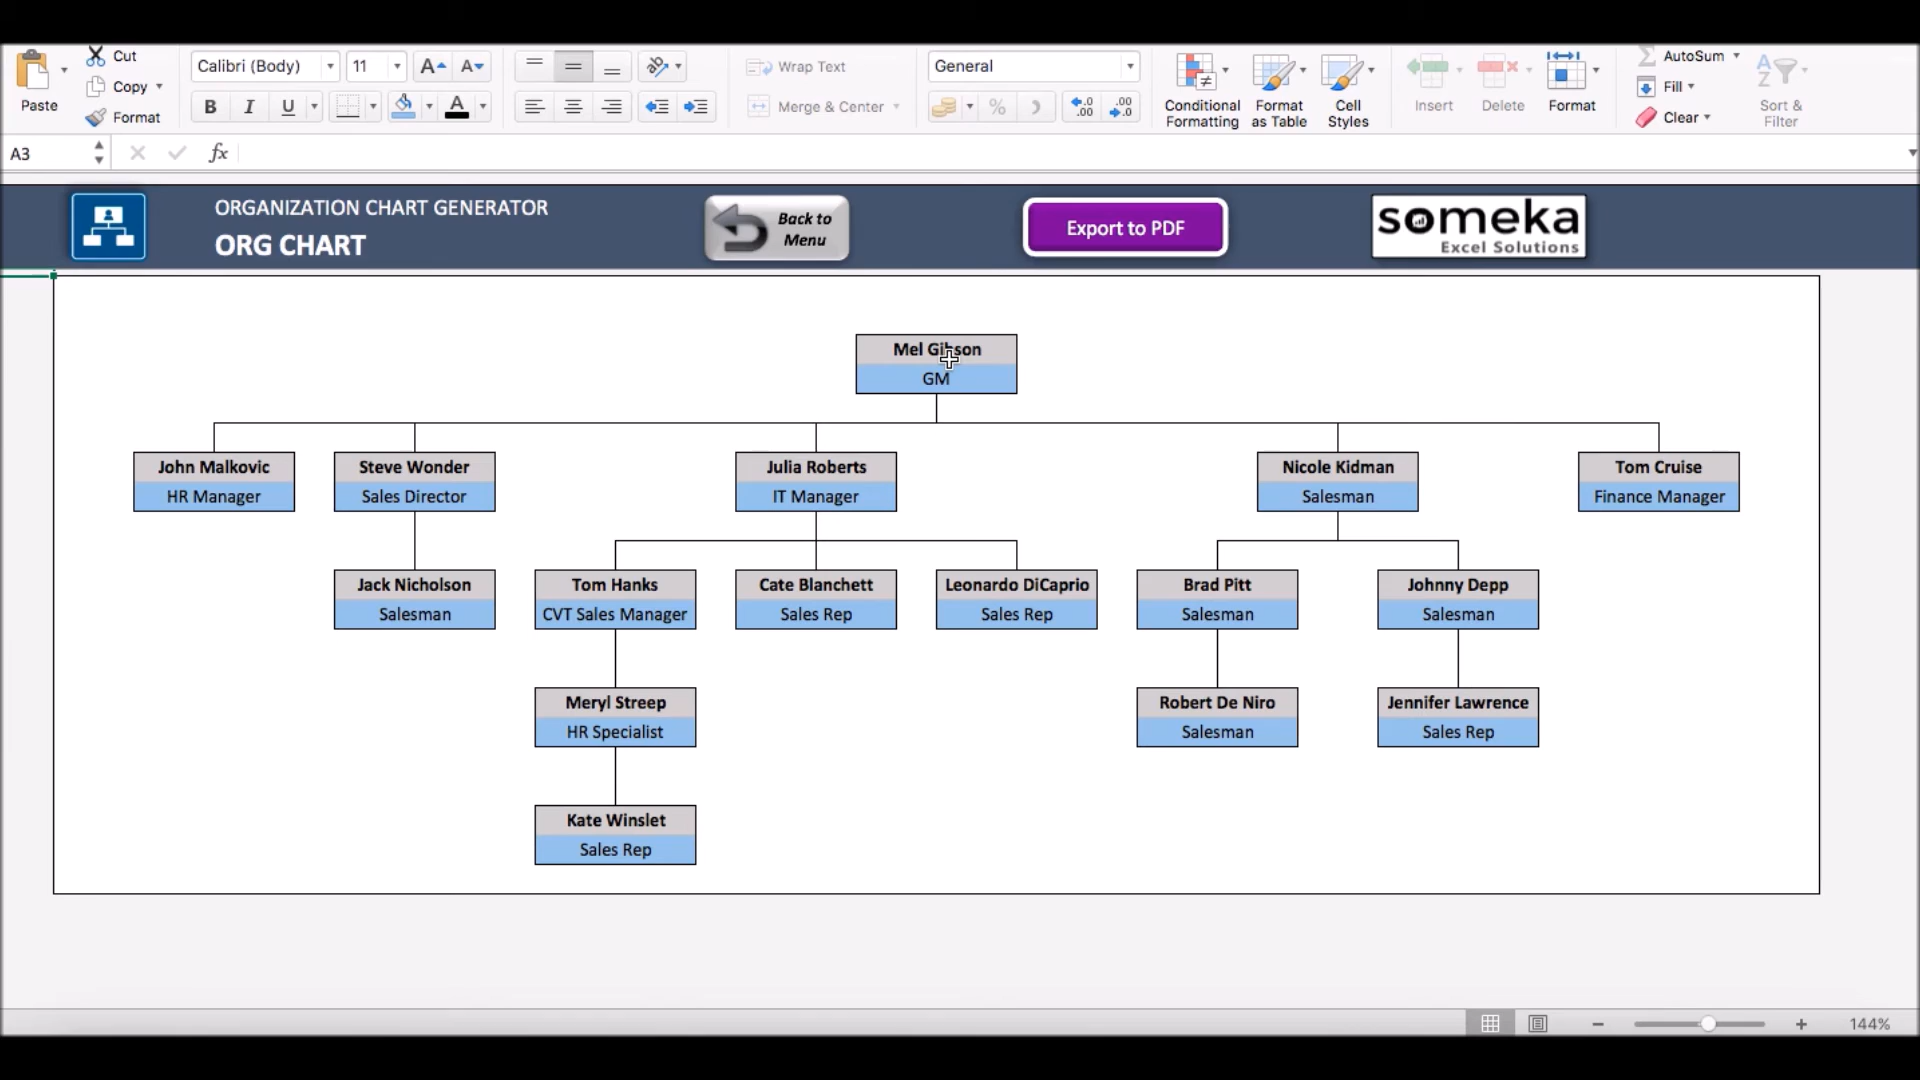 Cut
Calibri (Body) 11 A A
Wrap Text
General
AutoSum
Copy
Fill
Paste
Format
B I U A
Merge & Center
%
Conditional Formatting
Format as Table
Cell Styles
Insert
Delete
Format
Clear
Sort & Filter
A3
fx
ORGANIZATION CHART GENERATOR
ORG CHART
Back to
Menu
Export to PDF
someka
Excel Solutions
Mel Gibson
GM
John Malkovic
HR Manager
Steve Wonder
Sales Director
Julia Roberts
IT Manager
Nicole Kidman
Salesman
Tom Cruise
Finance Manager
Jack Nicholson
Salesman
Tom Hanks
CVT Sales Manager
Cate Blanchett
Sales Rep
Leonardo DiCaprio
Sales Rep
Brad Pitt
Salesman
Johnny Depp
Salesman
Meryl Streep
HR Specialist
Robert De Niro
Salesman
Jennifer Lawrence
Sales Rep
Kate Winslet
Sales Rep
144%